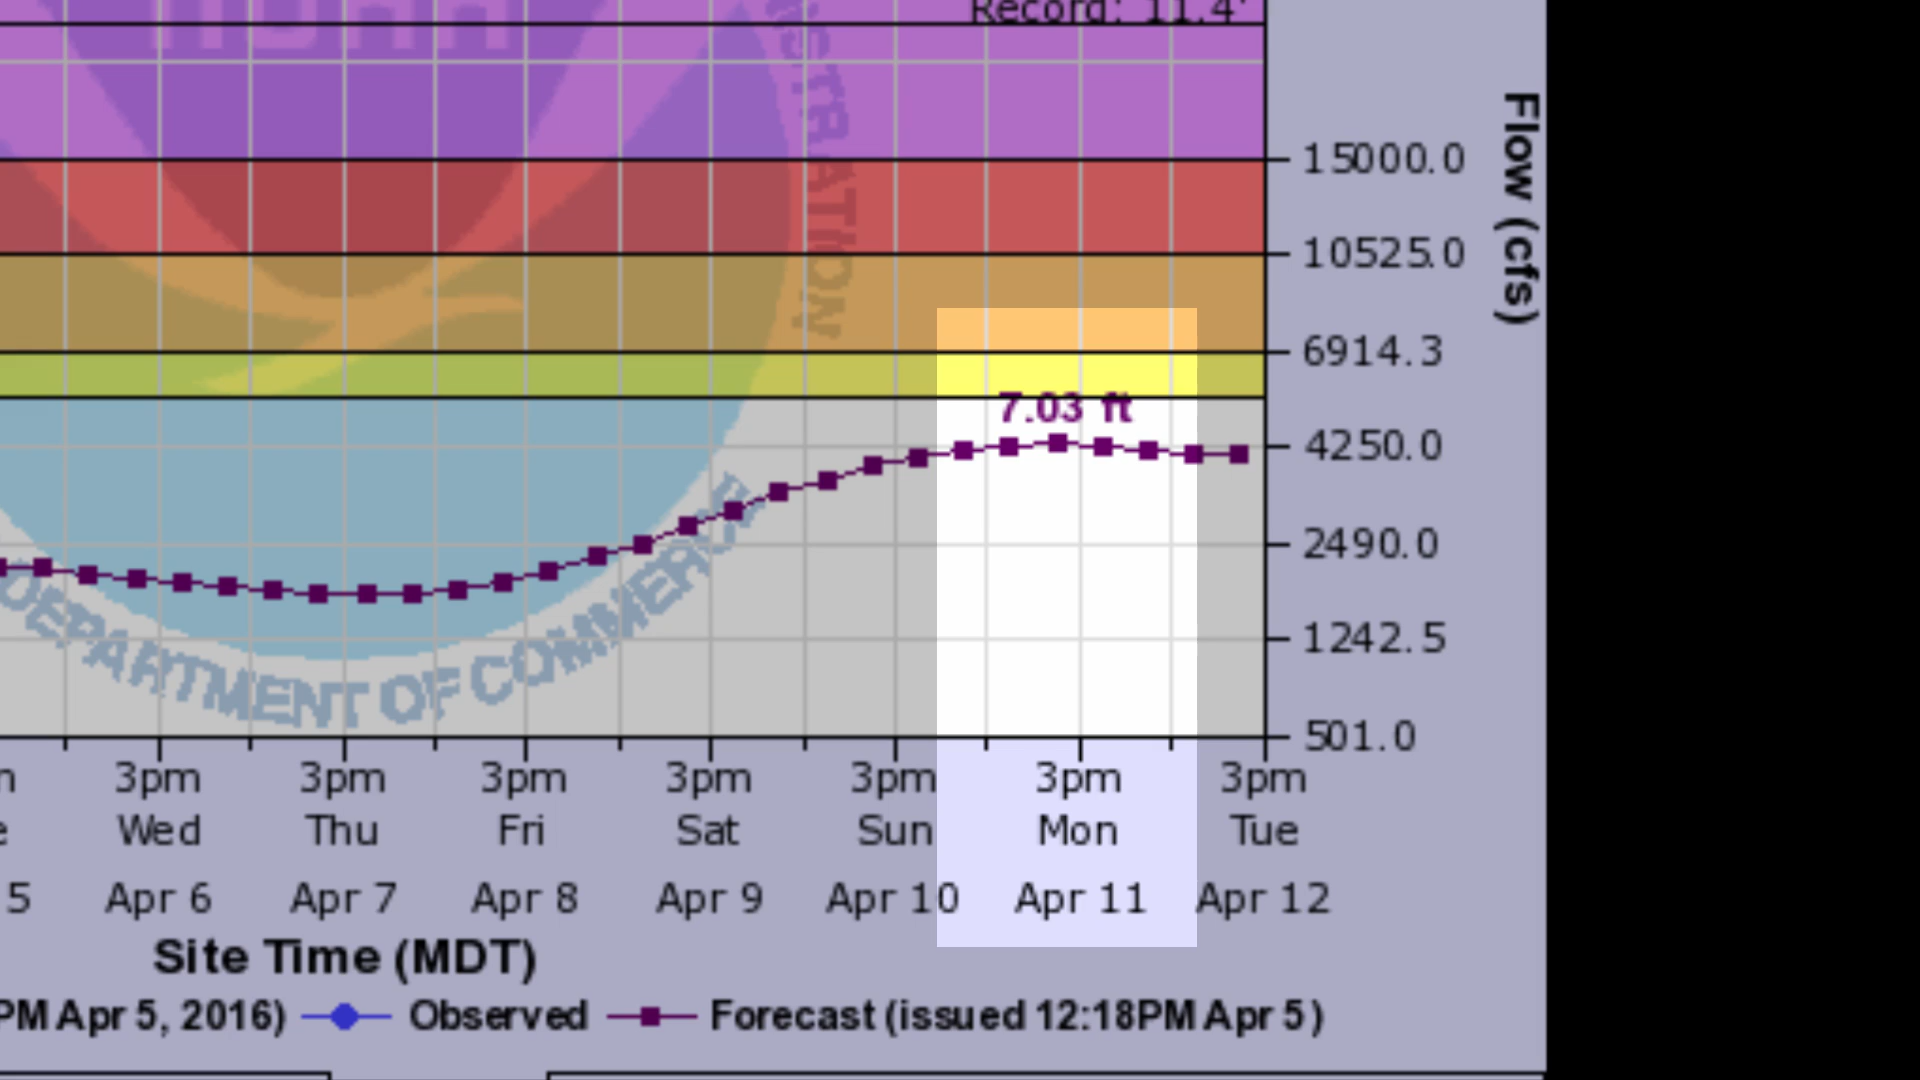 NOAA
Record: 11.4'
NISTRATION
DEPARTMENT OF COMMERCE
Flow (cfs)
15000.0
10525.0
6914.3
7.03 ft
4250.0
2490.0
1242.5
501.0
3pm 3pm 3pm 3pm 3pm 3pm 3pm
Wed Thu Fri Sat Sun Mon Tue
5 Apr 6 Apr 7 Apr 8 Apr 9 Apr 10 Apr 11 Apr 12
Site Time (MDT)
PM Apr 5, 2016) Observed Forecast (issued 12:18PM Apr 5)